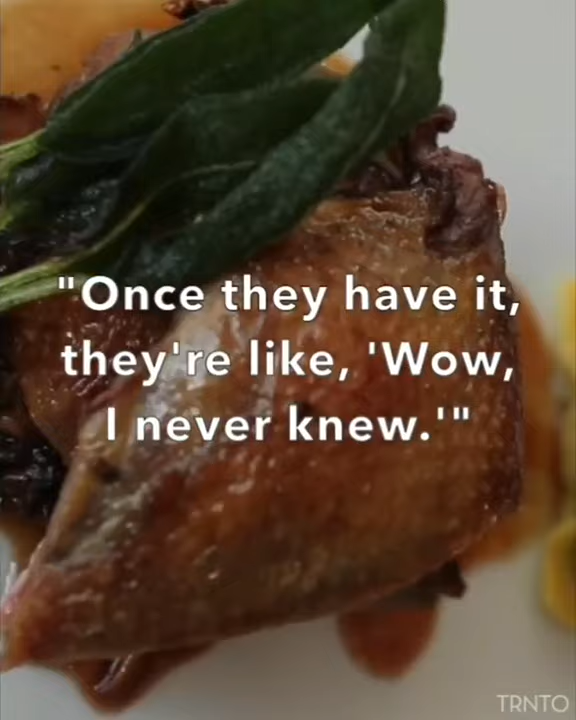 "Once they have it,
they're like, 'Wow,
I never knew.'"
TRNTO